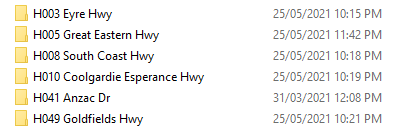 H003 Eyre Hwy 25/05/2021 10:15 PM
H005 Great Eastern Hwy 25/05/2021 11:42 PM
H008 South Coast Hwy 25/05/2021 10:18 PM
H010 Coolgardie Esperance Hwy 25/05/2021 10:19 PM
H041 Anzac Dr 31/03/2021 12:08 PM
H049 Goldfields Hwy 25/05/2021 10:21 PM